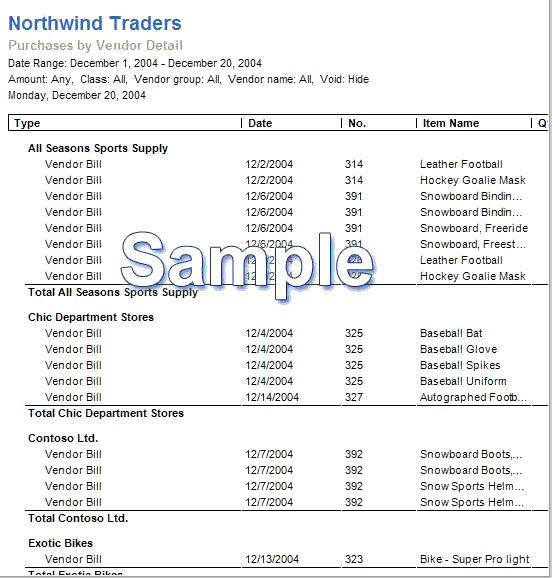 Northwind Traders
Purchases by Vendor Detail
Date Range: December 1, 2004 - December 20, 2004
Amount: Any, Class: All, Vendor group: All, Vendor name: All, Void: Hide
Monday, December 20, 2004
Type Date No. Item Name
All Seasons Sports Supply
Vendor Bill 12/2/2004 314 Leather Football
Vendor Bill 12/2/2004 314 Hockey Goalie Mask
Vendor Bill 12/6/2004 391 Snowboard Bindin...
Vendor Bill 12/6/2004 391 Snowboard Bindin...
Vendor Bill 12/6/2004 391 Snowboard, Freeride
Vendor Bill 12/6/2004 391 Snowboard, Freest...
Vendor Bill Leather Football
Vendor Bill Hockey Goalie Mask
Sample
Total All Seasons Sports Supply
Chic Department Stores
Vendor Bill 12/4/2004 325 Baseball Bat
Vendor Bill 12/4/2004 325 Baseball Glove
Vendor Bill 12/4/2004 325 Baseball Spikes
Vendor Bill 12/4/2004 325 Baseball Uniform
Vendor Bill 12/14/2004 327 Autographed Footb...
Total Chic Department Stores
Contoso Ltd.
Vendor Bill 12/7/2004 392 Snowboard Boots,...
Vendor Bill 12/7/2004 392 Snowboard Boots,...
Vendor Bill 12/7/2004 392 Snow Sports Helm...
Vendor Bill 12/7/2004 392 Snow Sports Helm...
Total Contoso Ltd.
Exotic Bikes
Vendor Bill 12/13/2004 323 Bike - Super Pro light
Total Exotic Bikes